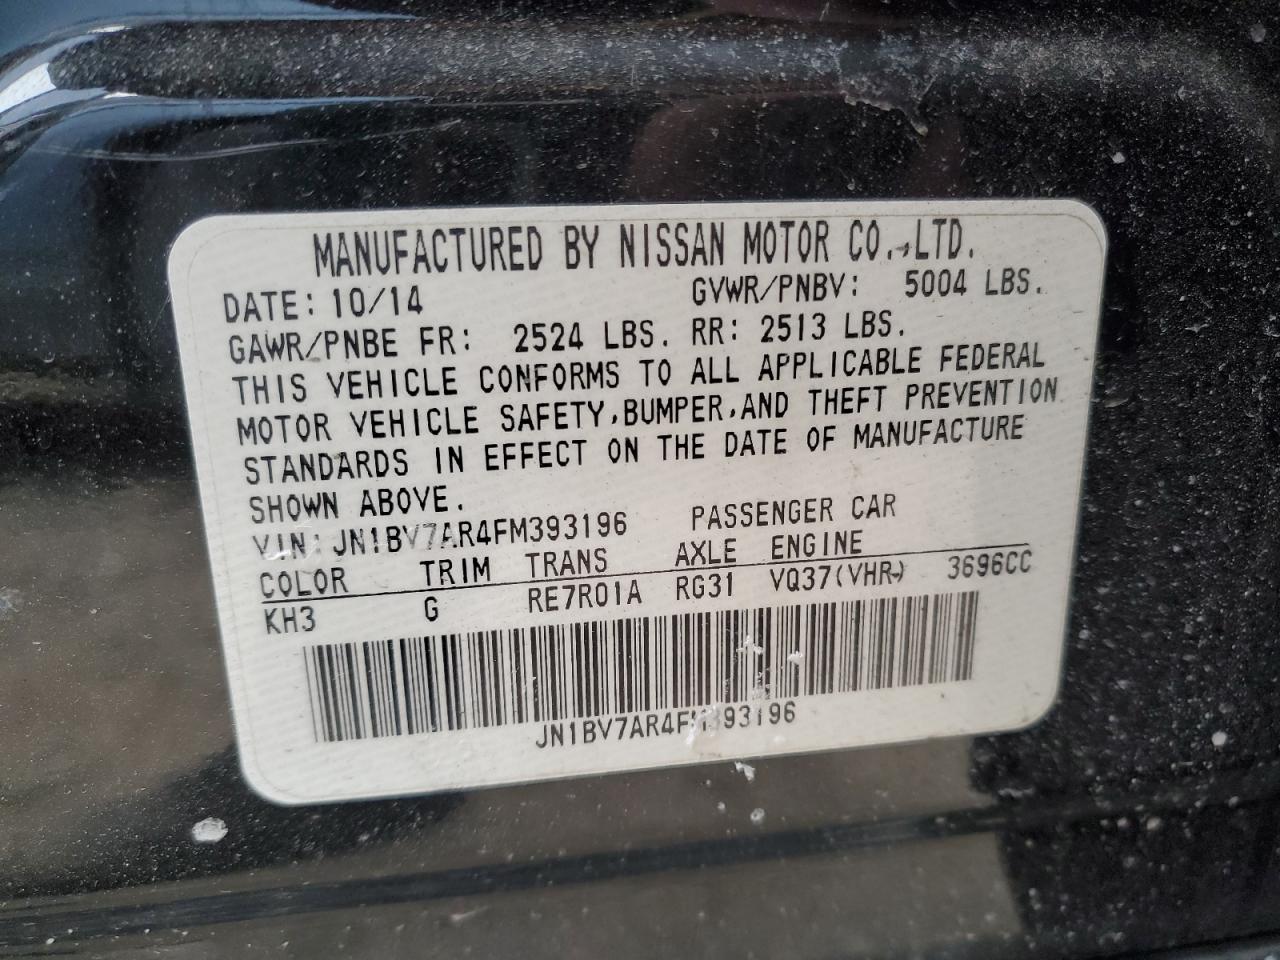 MANUFACTURED BY NISSAN MOTOR CO.,LTD.
DATE: 10/14 GVWR/PNBV: 5004 LBS.
GAWR/PNBE FR: 2524 LBS. RR: 2513 LBS.
THIS VEHICLE CONFORMS TO ALL APPLICABLE FEDERAL
MOTOR VEHICLE SAFETY,BUMPER,AND THEFT PREVENTION
STANDARDS IN EFFECT ON THE DATE OF MANUFACTURE
SHOWN ABOVE.
VIN: JN1BV7AR4FM393196 PASSENGER CAR
COLOR TRIM TRANS AXLE ENGINE
KH3 G RE7R01A RG31 VQ37(VHR) 3696CC
JN1BV7AR4FM393196